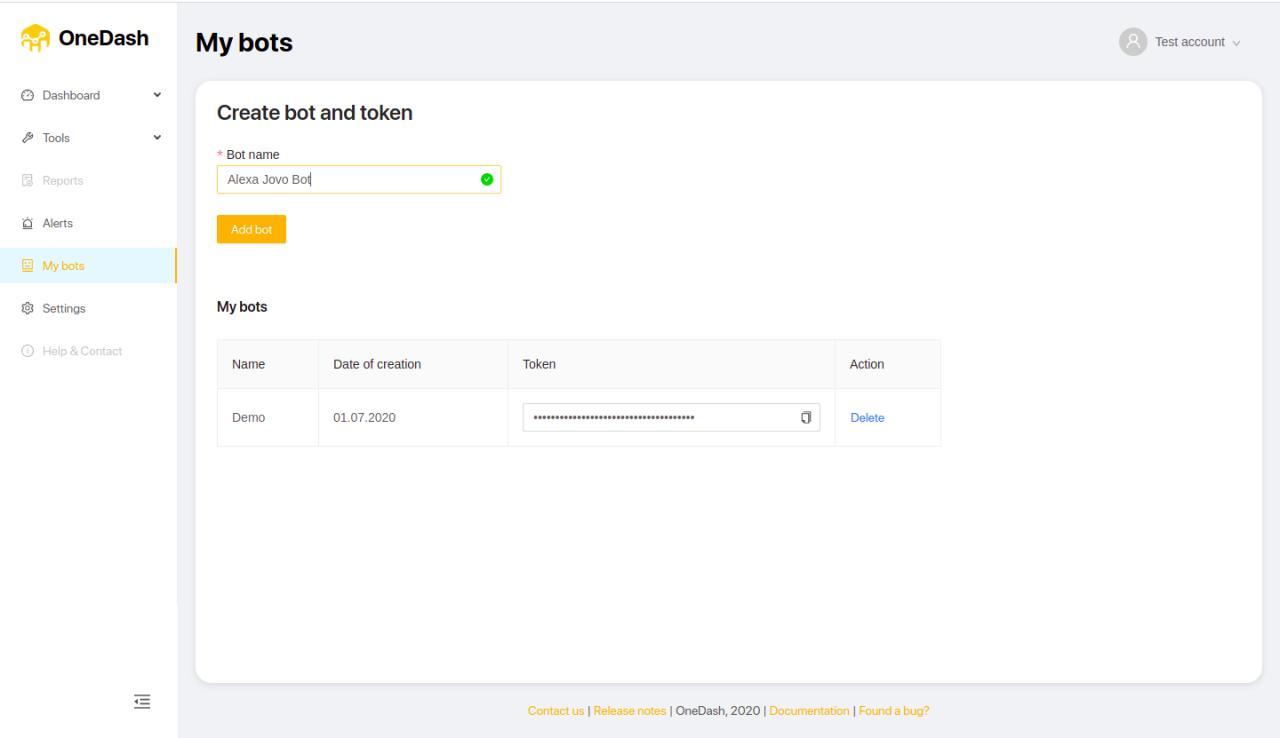 OneDash
My bots
Test account
Dashboard
Tools
Reports
Alerts
My bots
Settings
Help & Contact
Create bot and token
* Bot name
Alexa Jovo Bot
Add bot
My bots
Name Date of creation Token Action
Demo 01.07.2020 ••••••••••••••••••••••••••••••••••••• Delete
Contact us | Release notes | OneDash, 2020 | Documentation | Found a bug?